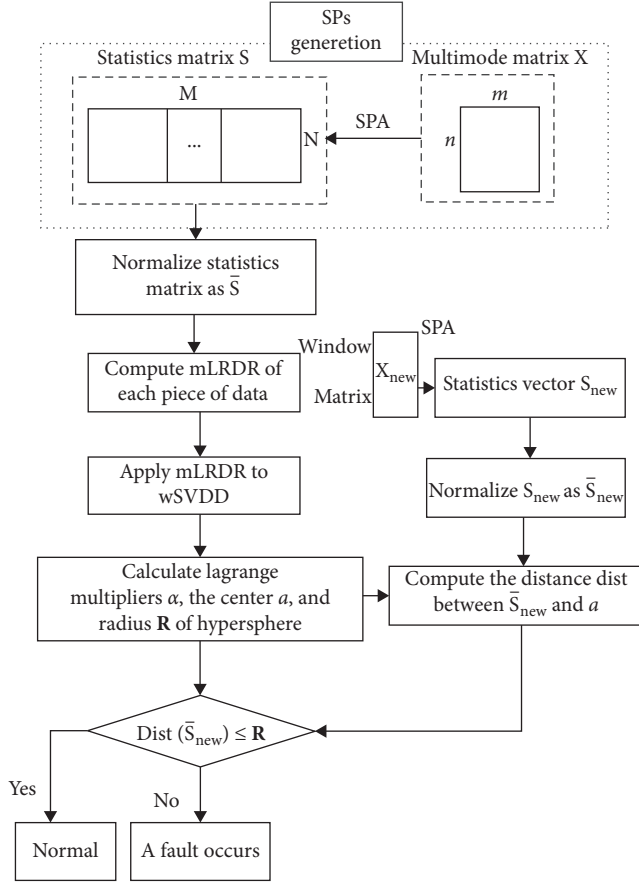 SPs
generetion
Statistics matrix S
Multimode matrix X
M
...
N
SPA
m
n
Normalize statistics
matrix as S̄
Compute mLRDR of
each piece of data
Apply mLRDR to
wSVDD
Calculate lagrange
multipliers α, the center a, and
radius R of hypersphere
Window
Matrix
X_new
SPA
Statistics vector S_new
Normalize S_new as S̄_new
Compute the distance dist
between S̄_new and a
Dist (S̄_new) ≤ R
Yes
No
Normal
A fault occurs